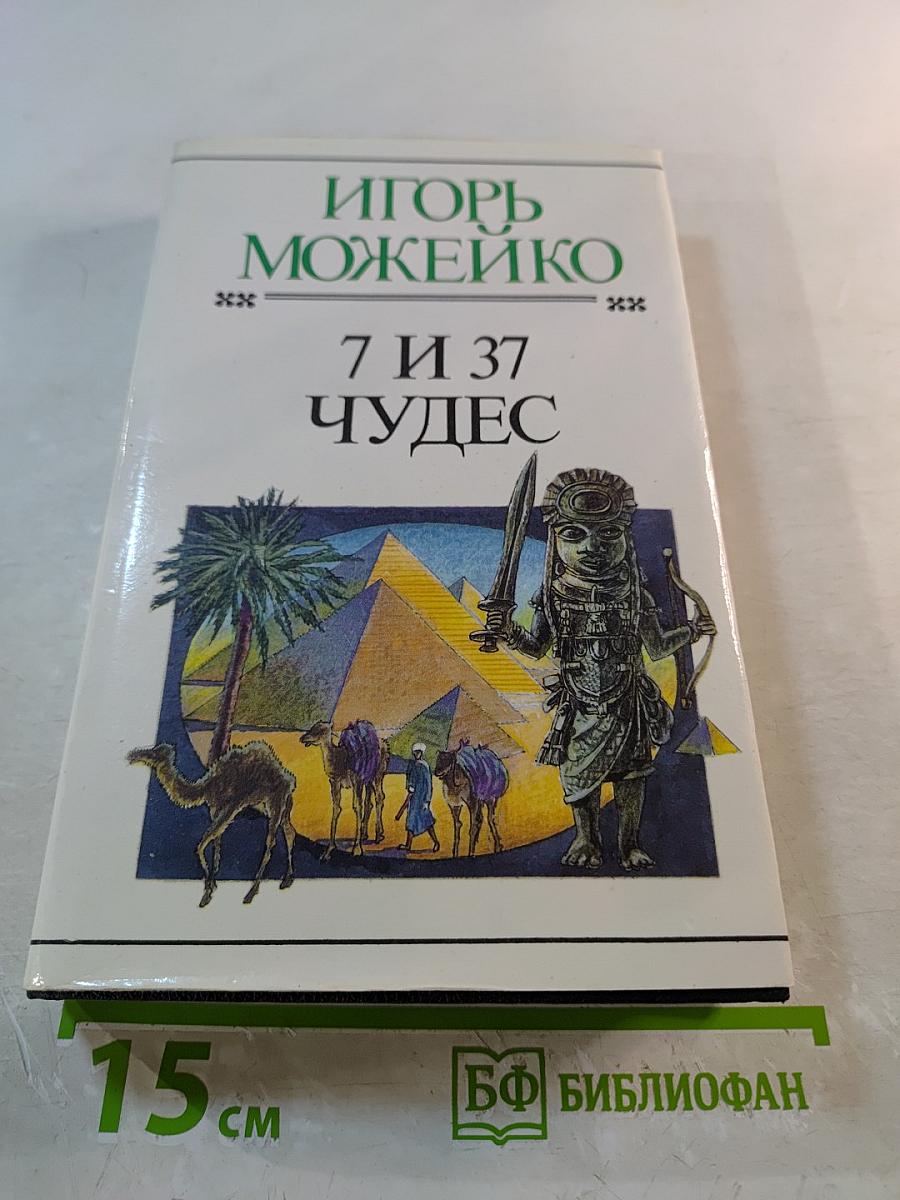 ИГОРЬ
МОЖЕЙКО
7 И 37
ЧУДЕС
15 см
БФ БИБЛИОФАН